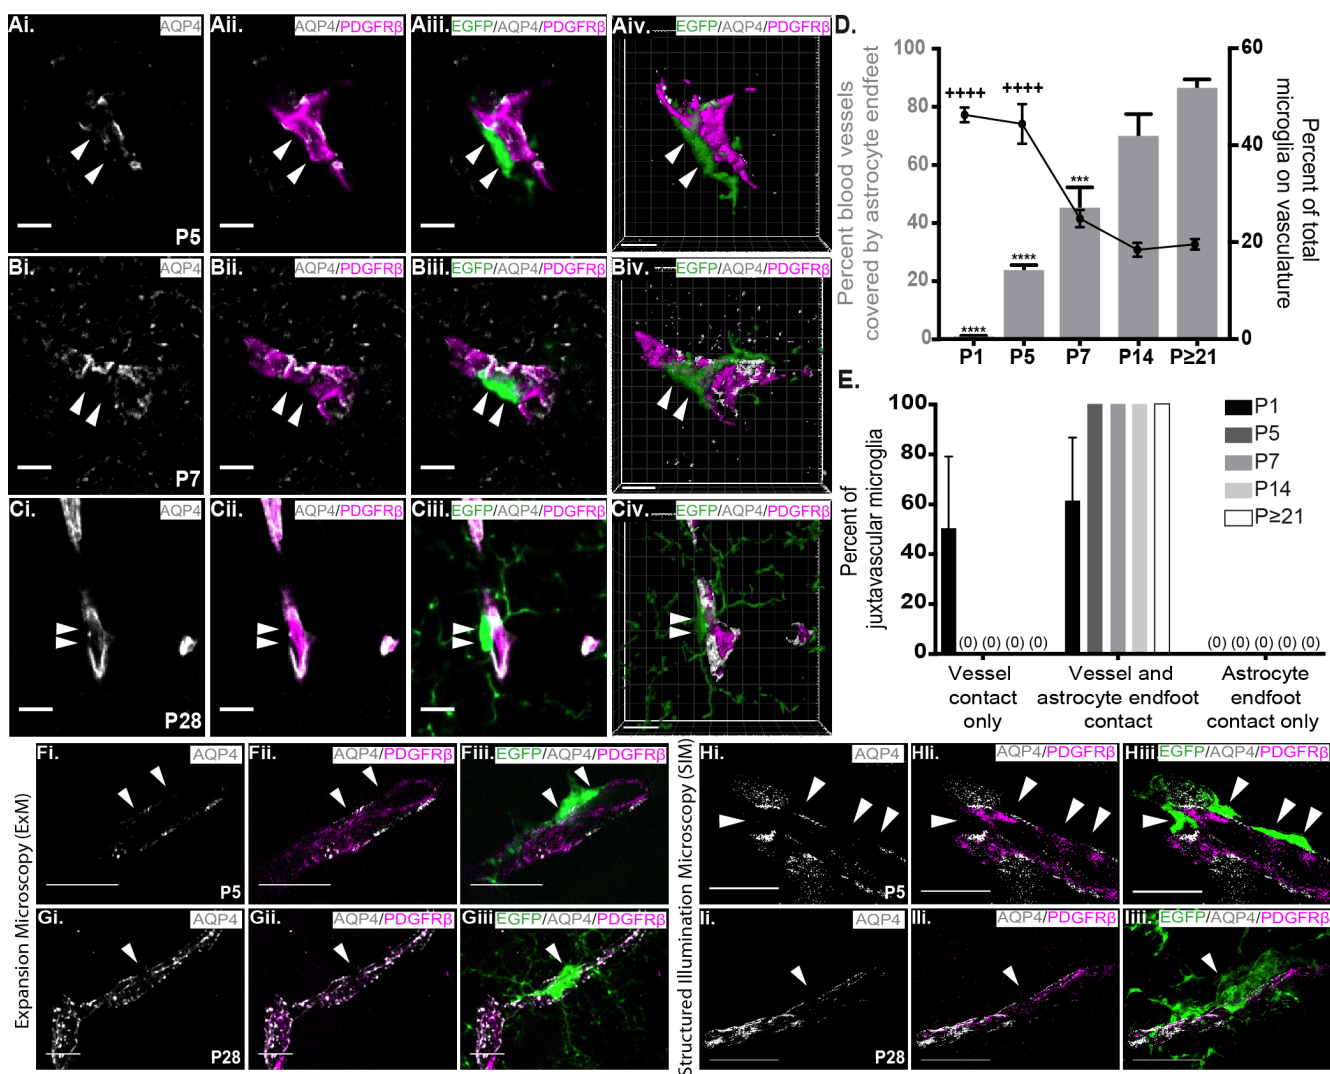 Ai. AQP4
P5
Aii. AQP4/PDGFRβ
Aiii. EGFP/AQP4/PDGFRβ
Aiv. EGFP/AQP4/PDGFRβ
Bi. AQP4
P7
Bii. AQP4/PDGFRβ
Biii. EGFP/AQP4/PDGFRβ
Biv. EGFP/AQP4/PDGFRβ
Ci. AQP4
P28
Cii. AQP4/PDGFRβ
Ciii. EGFP/AQP4/PDGFRβ
Civ. EGFP/AQP4/PDGFRβ
D.
Percent blood vessels
covered by astrocyte endfeet
100
80
60
40
20
0
++++ ++++
**** **** ***
P1 P5 P7 P14 P≥21
60
40
20
0
Percent of total
microglia on vasculature
E.
Percent of
juxtavascular microglia
100
80
60
40
20
0
(0) (0) (0) (0)
(0) (0) (0) (0) (0)
Vessel
contact
only
Vessel and
astrocyte endfoot
contact
Astrocyte
endfoot
contact only
P1
P5
P7
P14
P≥21
Expansion Microscopy (ExM)
Fi. AQP4
P5
Fii. AQP4/PDGFRβ
Fiii. EGFP/AQP4/PDGFRβ
Gi. AQP4
P28
Gii. AQP4/PDGFRβ
Giii EGFP/AQP4/PDGFRβ
Structured Illumination Microscopy (SIM)
Hi. AQP4
P5
HIi. AQP4/PDGFRβ
Hiii EGFP/AQP4/PDGFRβ
Ii. AQP4
P28
IIi. AQP4/PDGFRβ
Iiii. EGFP/AQP4/PDGFRβ